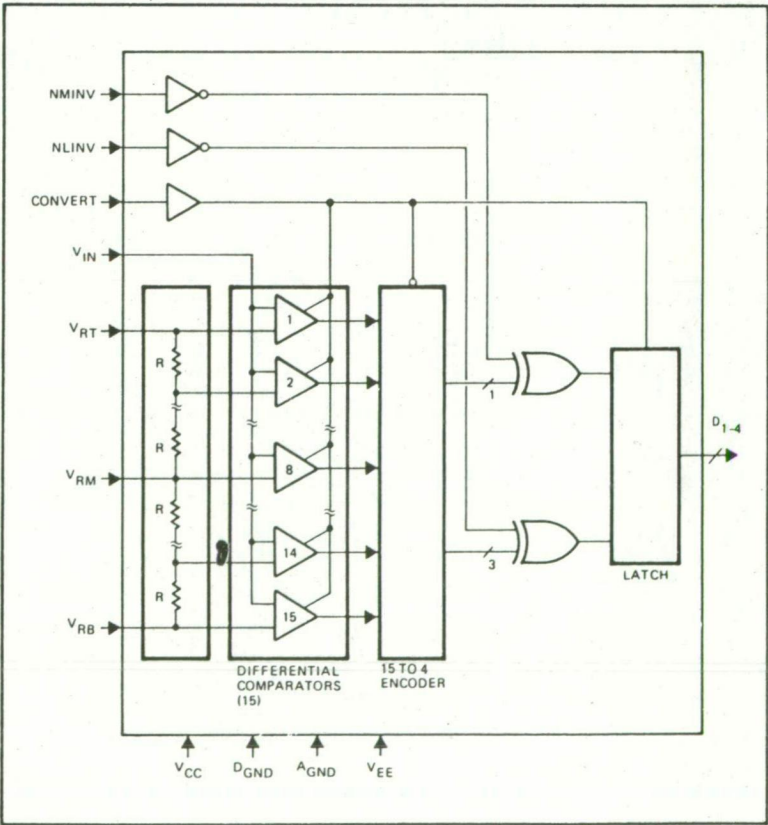 NMINV
NLINV
CONVERT
V_IN
V_RT
1
R
2
1
D_1-4
R
8
V_RM
R
14
3
LATCH
R
15
V_RB
DIFFERENTIAL
COMPARATORS
(15)
15 TO 4
ENCODER
V_CC
D_GND
A_GND
V_EE